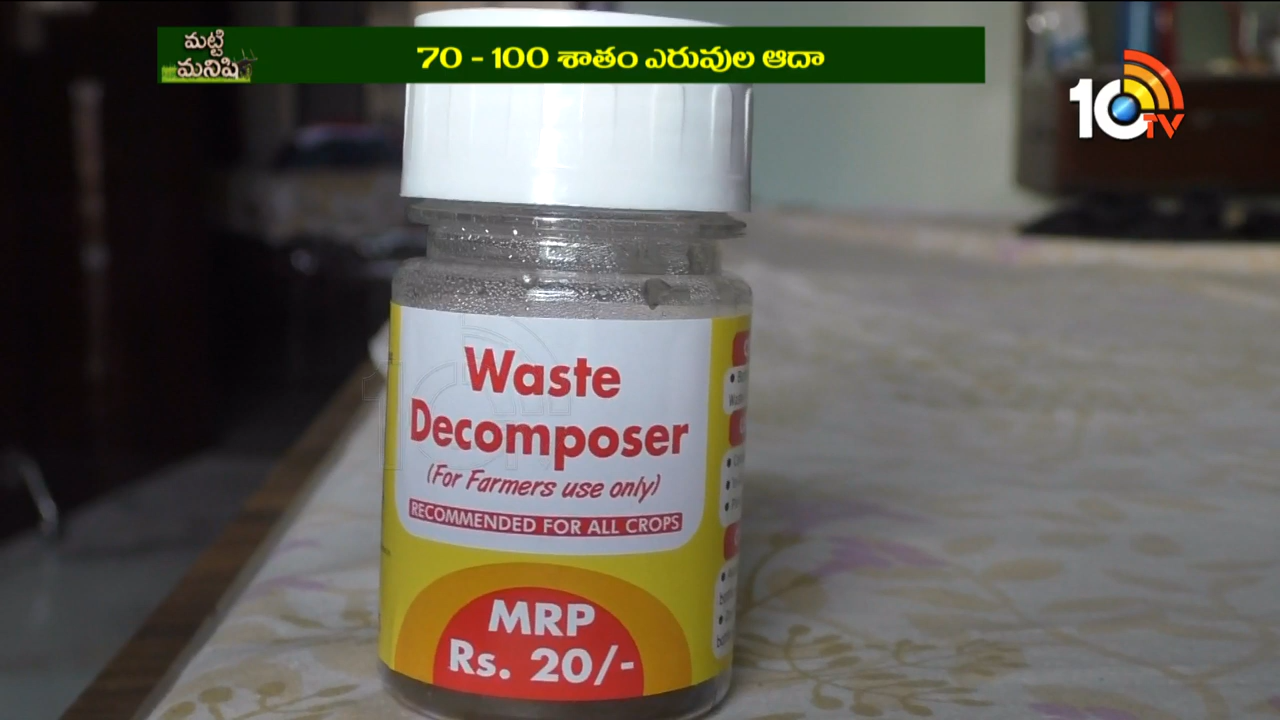 మట్టి
మనిషి
70 - 100 శాతం ఎరువుల ఆదా
10TV
Waste
Decomposer
(For Farmers use only)
RECOMMENDED FOR ALL CROPS
MRP
Rs. 20/-